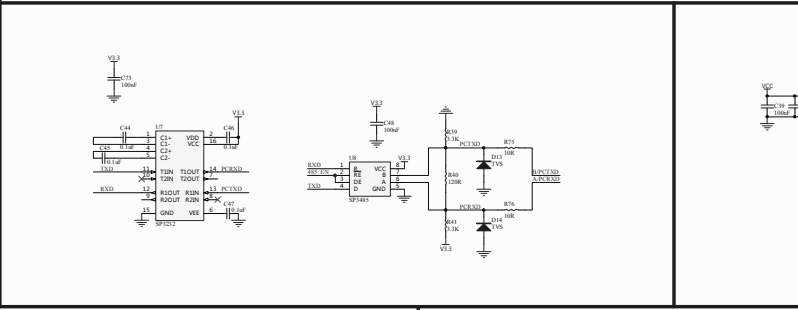 V3.3
C73
100nF
V3.3
U7
C44
0.1uF
C45
0.1uF
1 C1+
3 C1-
4 C2+
5 C2-
VDD 2
VCC 16
C46
0.1uF
TXD
11 T1IN
10 T2IN
T1OUT 14 PCRXD
T2OUT 7
RXD
12 R1OUT
9 R2OUT
R1IN 13 PCTXD
R2IN 8
15 GND
VEE 6
C47
0.1uF
SP3232
V3.3
C48
100nF
U8
V3.3
RXD 1 R
485_EN 2 RE
3 DE
TXD 4 D
VCC 8
B 7
A 6
GND 5
SP3485
R39
3.3K
PCTXD
R75
10R
D13
TVS
R40
120R
B/PCTXD
A/PCRXD
PCRXD
R76
10R
R41
3.3K
D14
TVS
V3.3
VCC
C39
100nF